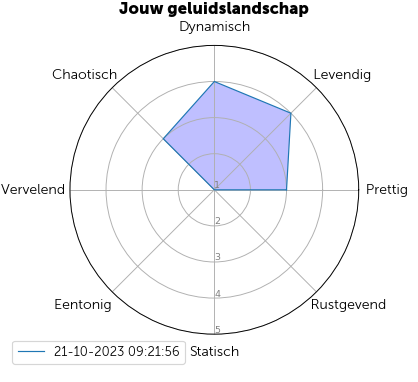 Jouw geluidslandschap
Dynamisch
Chaotisch
Levendig
Vervelend
1
Prettig
2
3
4
Eentonig
Rustgevend
5
21-10-2023 09:21:56
Statisch